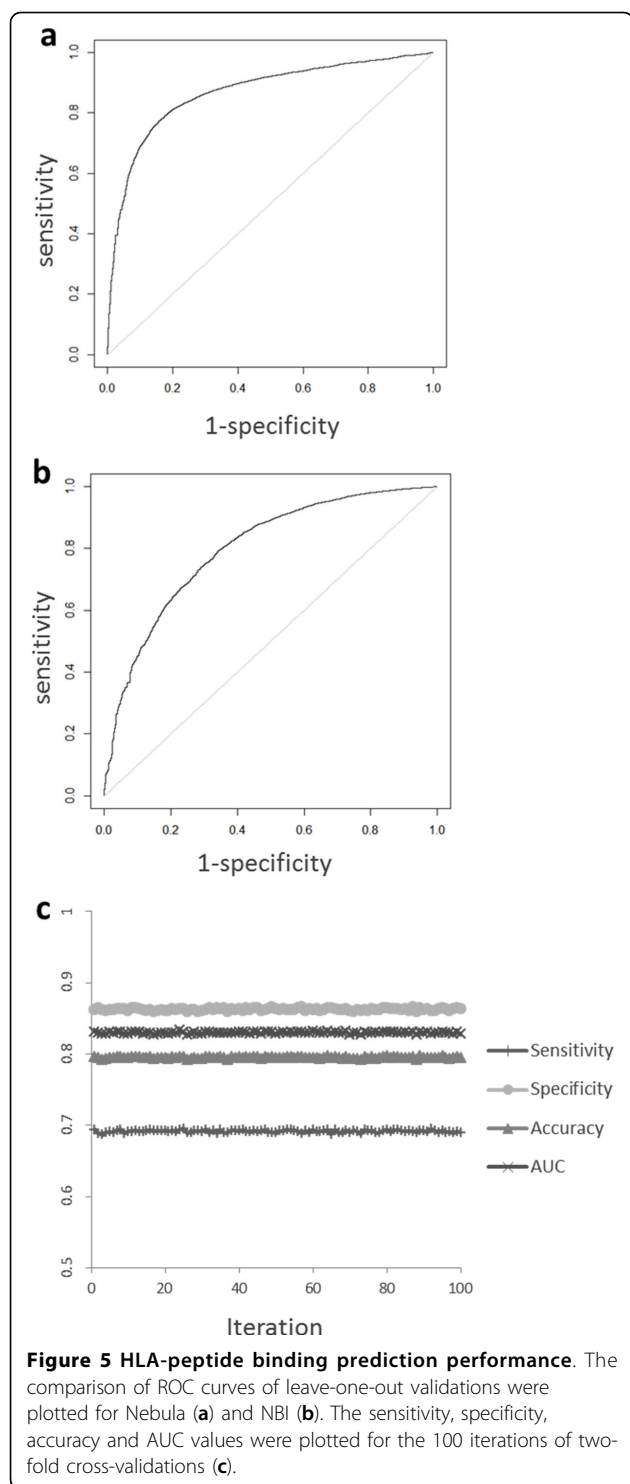 a
1.0
0.8
0.6
0.4
0.2
0.0
sensitivity
0.0 0.2 0.4 0.6 0.8 1.0
1-specificity
b
1.0
0.8
0.6
0.4
0.2
0.0
sensitivity
0.0 0.2 0.4 0.6 0.8 1.0
1-specificity
c
1
0.9
0.8
0.7
0.6
0.5
Sensitivity
Specificity
Accuracy
AUC
0 20 40 60 80 100
Iteration
Figure 5 HLA-peptide binding prediction performance. The
comparison of ROC curves of leave-one-out validations were
plotted for Nebula (a) and NBI (b). The sensitivity, specificity,
accuracy and AUC values were plotted for the 100 iterations of two-
fold cross-validations (c).